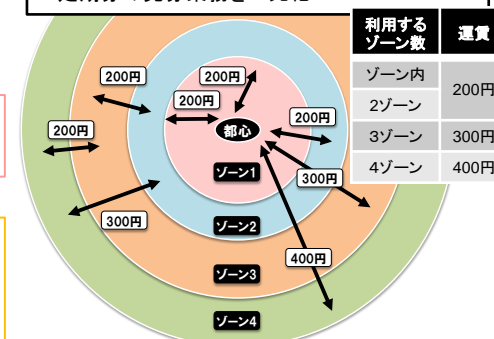 利用する
ゾーン数
運賃
ゾーン内
2ゾーン
200円
3ゾーン
300円
4ゾーン
400円
200円
200円
200円
200円
200円
都心
ゾーン1
300円
300円
ゾーン2
400円
ゾーン3
ゾーン4